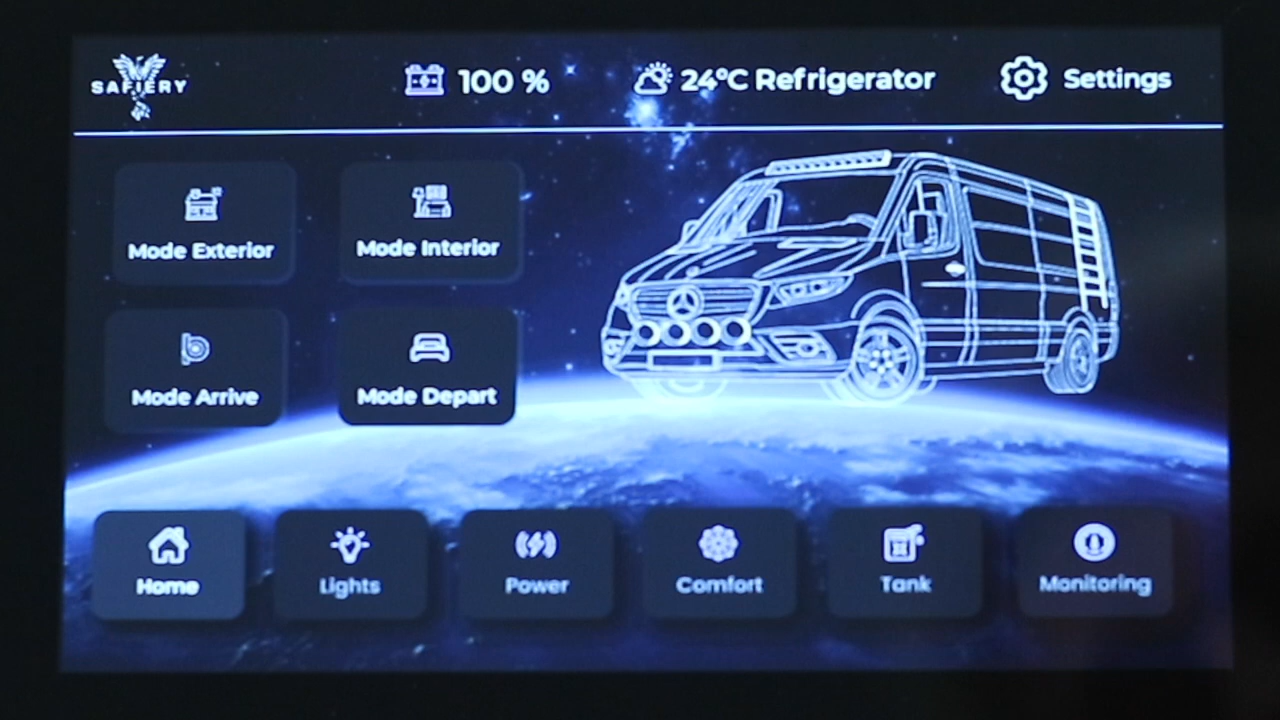 SAFIERY
100 %
24°C Refrigerator
Settings
Mode Exterior
Mode Interior
Mode Arrive
Mode Depart
Home
Lights
Power
Comfort
Tank
Monitoring